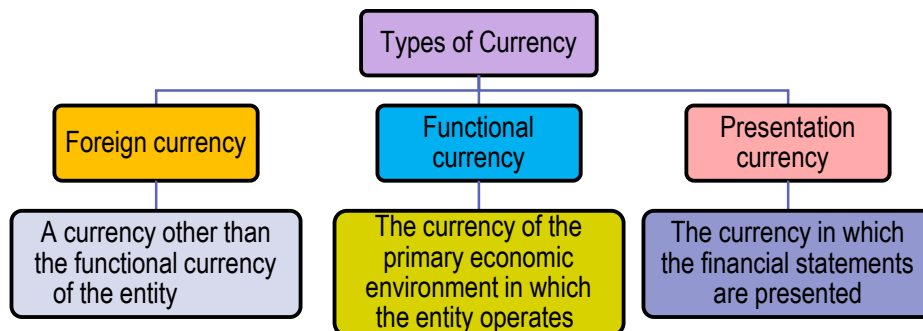 Types of Currency
Foreign currency
Functional
currency
Presentation
currency
A currency other than
the functional currency
of the entity
The currency of the
primary economic
environment in which
the entity operates
The currency in which
the financial statements
are presented